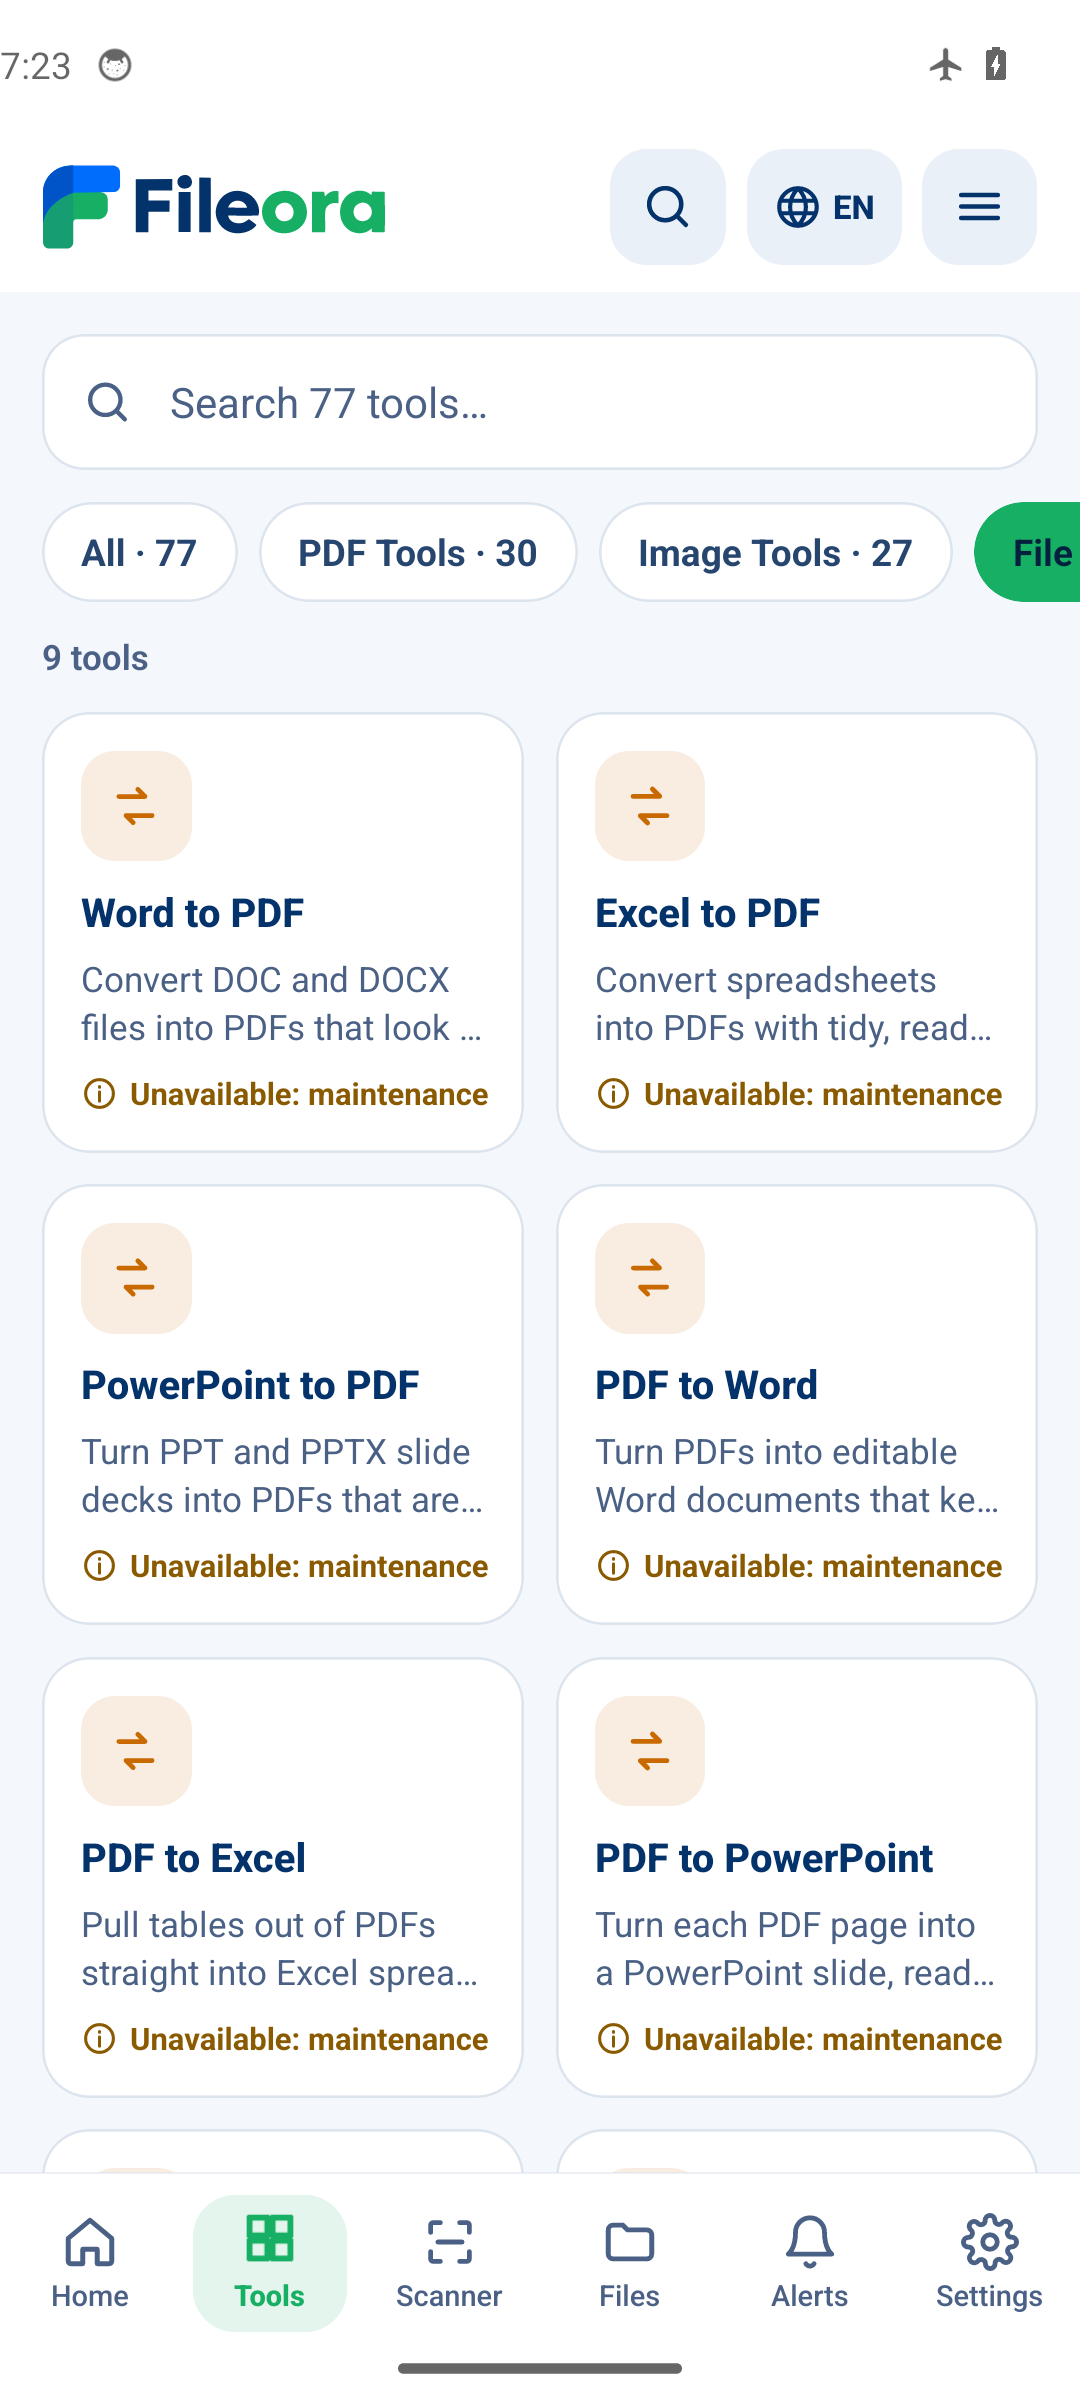 7:23
Fileora
EN
Search 77 tools...
All · 77
PDF Tools · 30
Image Tools · 27
File
9 tools
Word to PDF
Convert DOC and DOCX
files into PDFs that look ...
Unavailable: maintenance
Excel to PDF
Convert spreadsheets
into PDFs with tidy, read...
Unavailable: maintenance
PowerPoint to PDF
Turn PPT and PPTX slide
decks into PDFs that are...
Unavailable: maintenance
PDF to Word
Turn PDFs into editable
Word documents that ke...
Unavailable: maintenance
PDF to Excel
Pull tables out of PDFs
straight into Excel sprea...
Unavailable: maintenance
PDF to PowerPoint
Turn each PDF page into
a PowerPoint slide, read...
Unavailable: maintenance
Home
Tools
Scanner
Files
Alerts
Settings